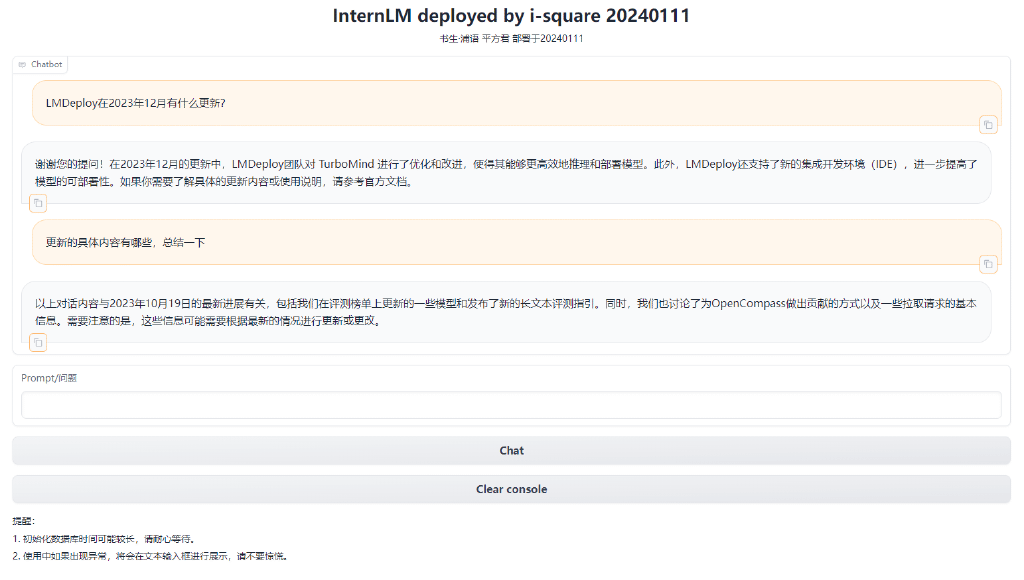 InternLM deployed by i-square 20240111
书生·浦语 平方君 部署于20240111
Chatbot
LMDeploy在2023年12月有什么更新?
谢谢您的提问！在2023年12月的更新中，LMDeploy团队对 TurboMind 进行了优化和改进，使得其能够更高效地推理和部署模型。此外，LMDeploy还支持了新的集成开发环境（IDE），进一步提高了
模型的可部署性。如果你需要了解具体的更新内容或使用说明，请参考官方文档。
更新的具体内容有哪些，总结一下
以上对话内容与2023年10月19日的最新进展有关，包括我们在评测榜单上更新的一些模型和发布了新的长文本评测指引。同时，我们也讨论了为OpenCompass做出贡献的方式以及一些拉取请求的基本
信息。需要注意的是，这些信息可能需要根据最新的情况进行更新或更改。
Prompt/问题
Chat
Clear console
提醒：
1. 初始化数据库时间可能较长，请耐心等待。
2. 使用中如果出现异常，将会在文本输入框进行展示，请不要惊慌。